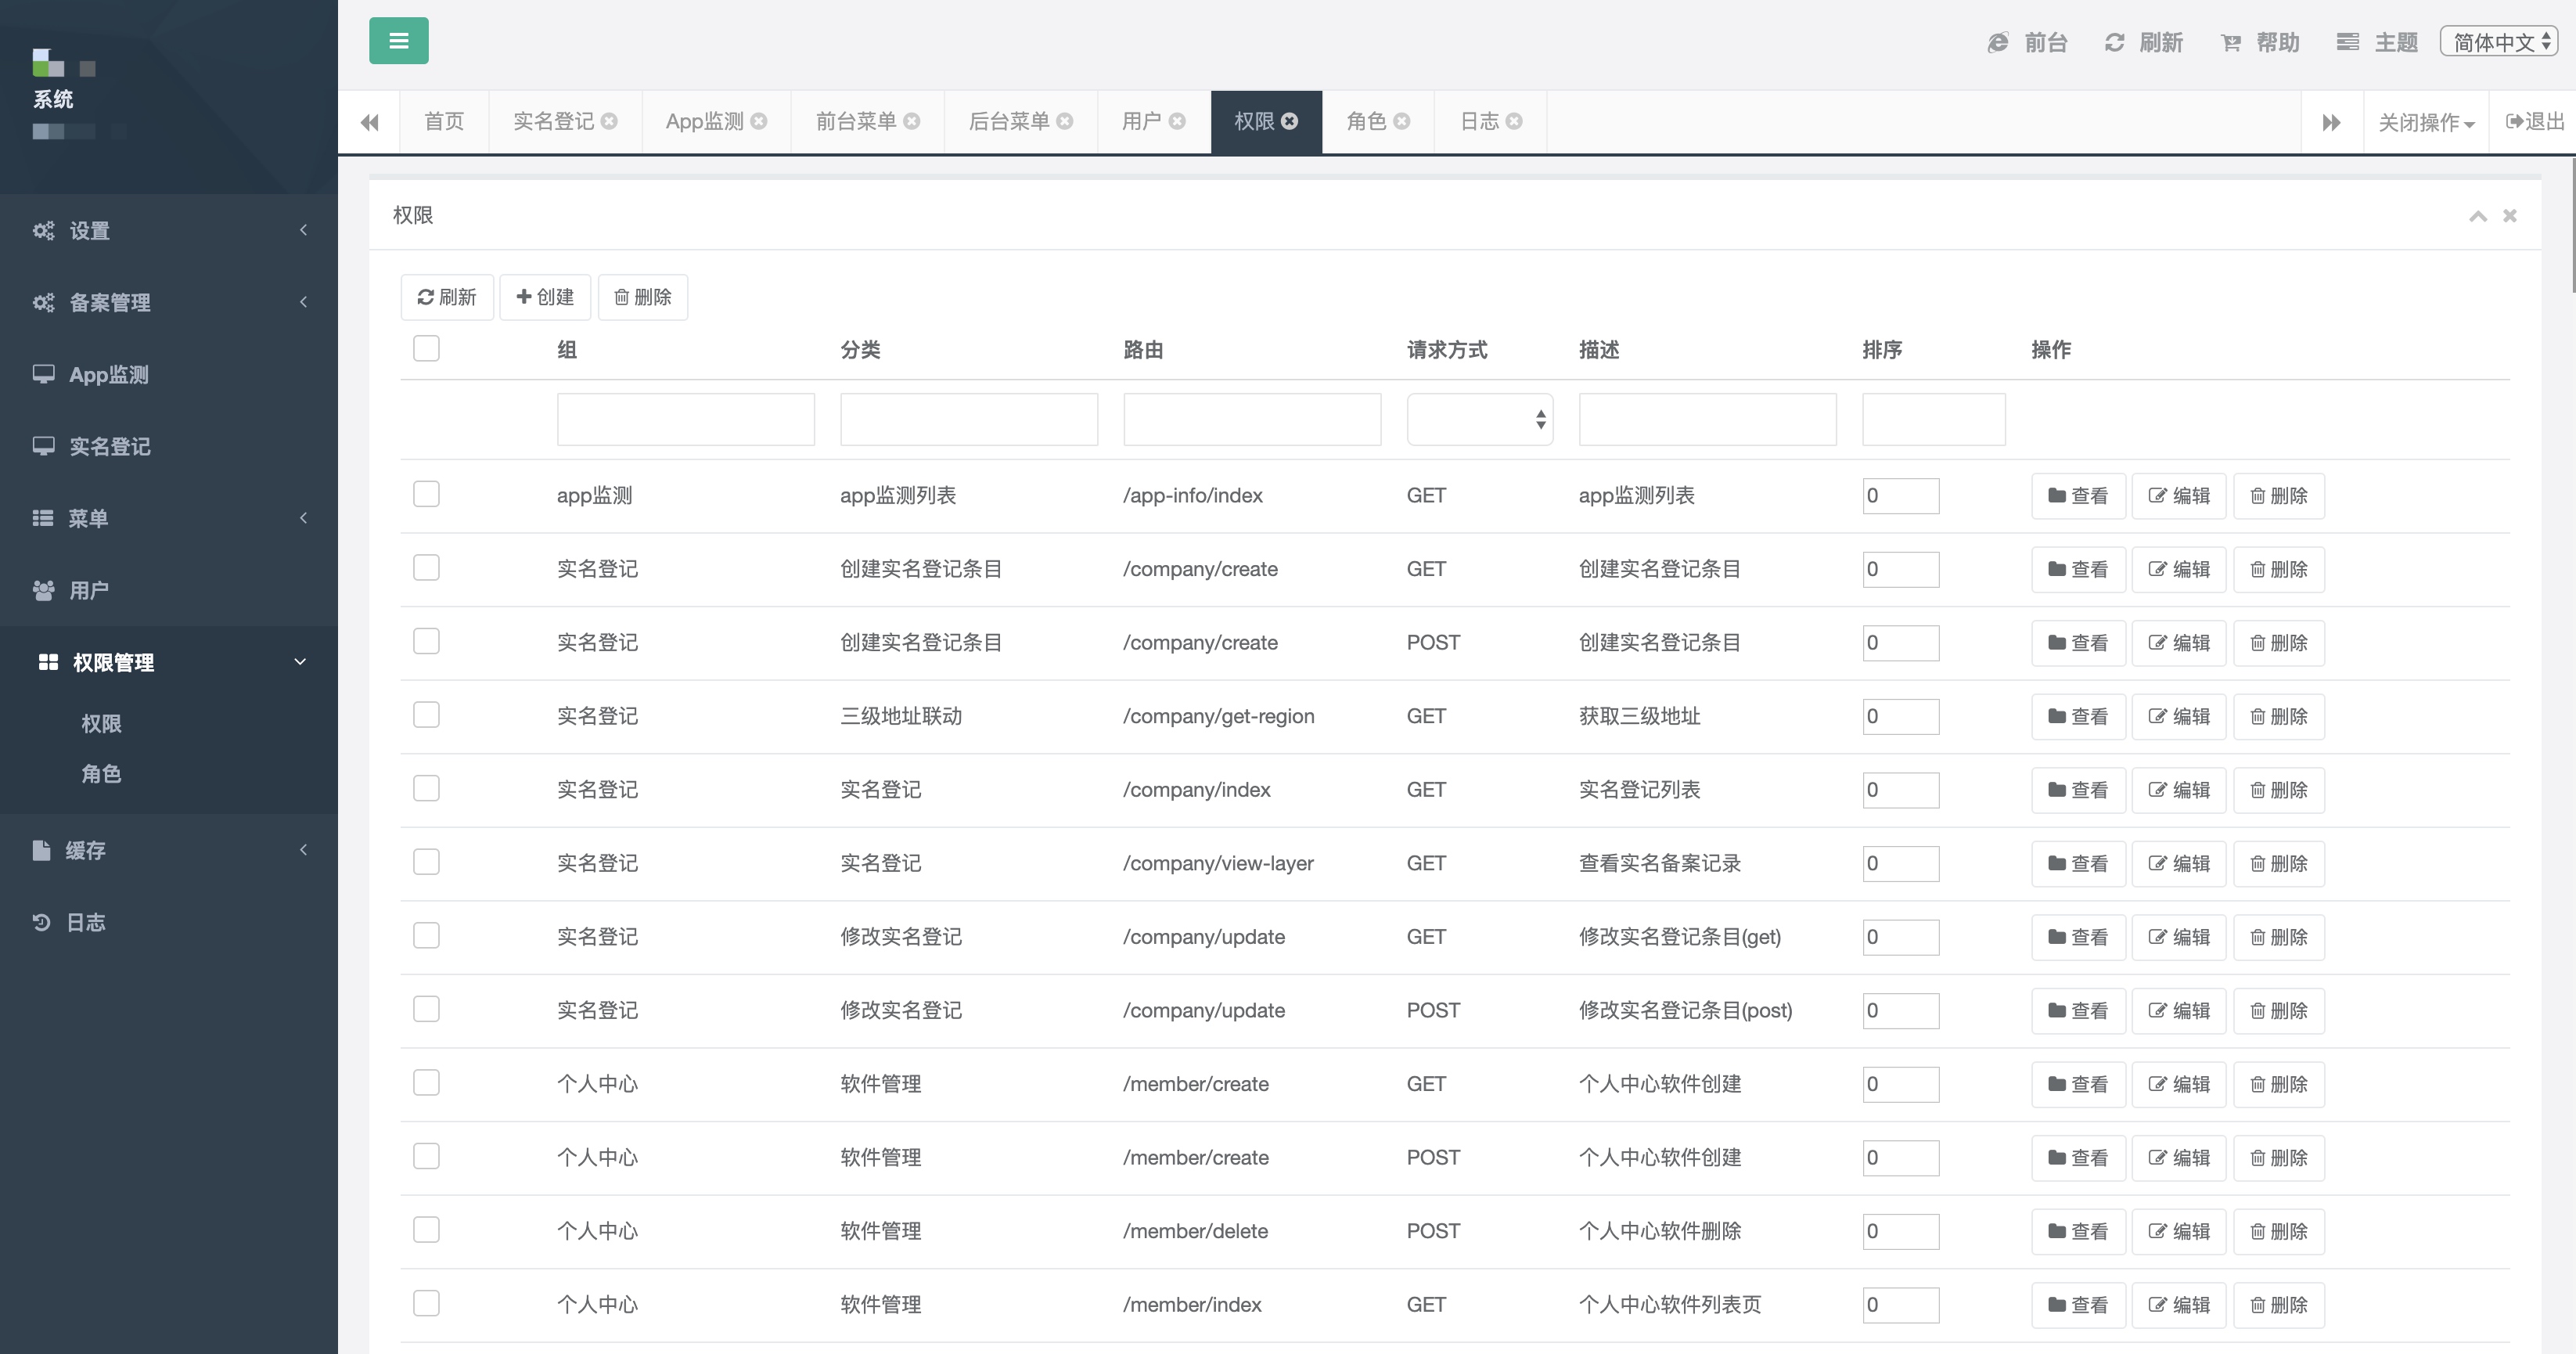 系统
设置
备案管理
App监测
实名登记
菜单
用户
权限管理
权限
角色
缓存
日志
前台 刷新 帮助 主题 简体中文
首页 实名登记 App监测 前台菜单 后台菜单 用户 权限 角色 日志 关闭操作 退出
权限
刷新 创建 删除
组 分类 路由 请求方式 描述 排序 操作
app监测 app监测列表 /app-info/index GET app监测列表 0 查看 编辑 删除
实名登记 创建实名登记条目 /company/create GET 创建实名登记条目 0 查看 编辑 删除
实名登记 创建实名登记条目 /company/create POST 创建实名登记条目 0 查看 编辑 删除
实名登记 三级地址联动 /company/get-region GET 获取三级地址 0 查看 编辑 删除
实名登记 实名登记 /company/index GET 实名登记列表 0 查看 编辑 删除
实名登记 实名登记 /company/view-layer GET 查看实名备案记录 0 查看 编辑 删除
实名登记 修改实名登记 /company/update GET 修改实名登记条目(get) 0 查看 编辑 删除
实名登记 修改实名登记 /company/update POST 修改实名登记条目(post) 0 查看 编辑 删除
个人中心 软件管理 /member/create GET 个人中心软件创建 0 查看 编辑 删除
个人中心 软件管理 /member/create POST 个人中心软件创建 0 查看 编辑 删除
个人中心 软件管理 /member/delete POST 个人中心软件删除 0 查看 编辑 删除
个人中心 软件管理 /member/index GET 个人中心软件列表页 0 查看 编辑 删除